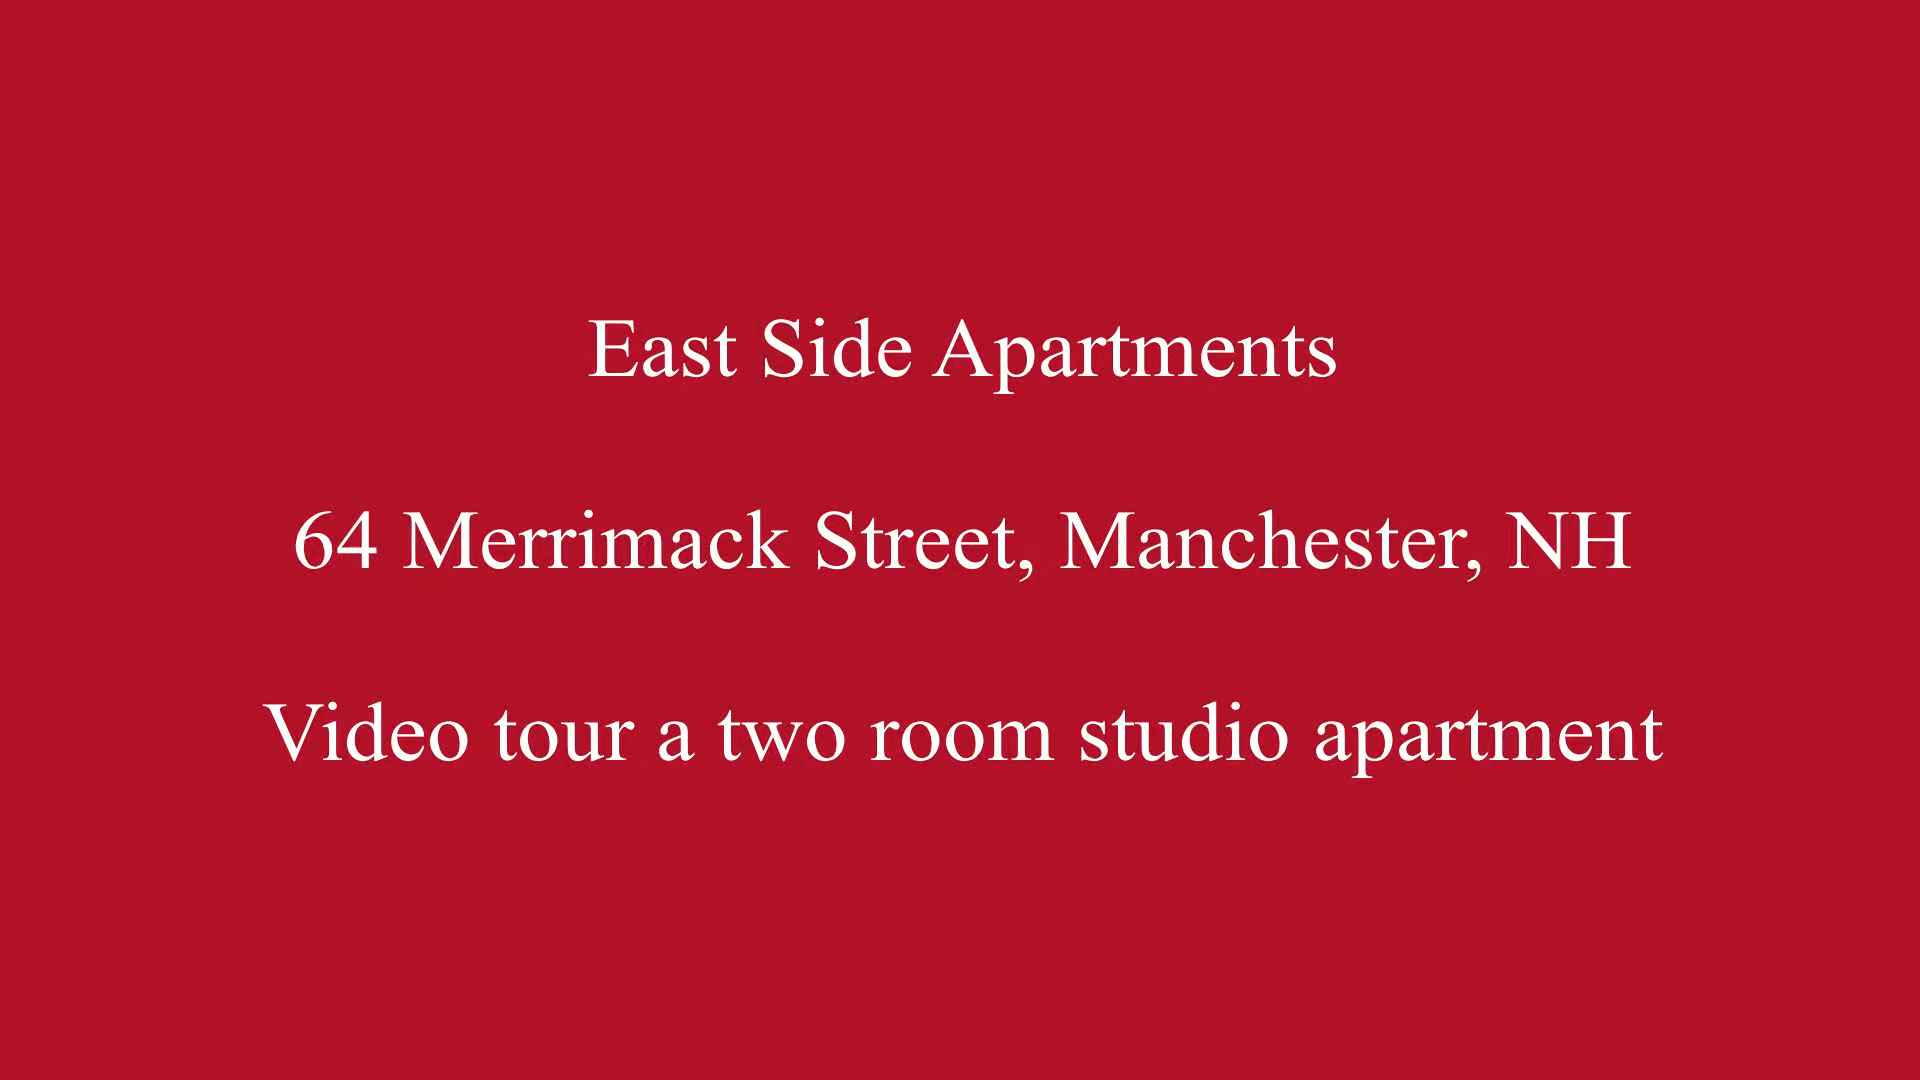 East Side Apartments
64 Merrimack Street, Manchester, NH
Video tour a two room studio apartment